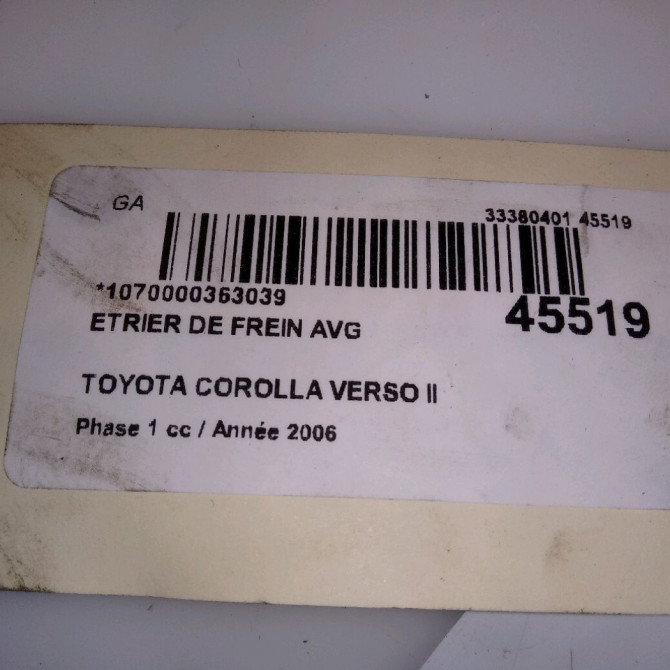 GA
33380401 45519
*1070000363039
45519
ETRIER DE FREIN AVG
TOYOTA COROLLA VERSO II
Phase 1 cc / Année 2006